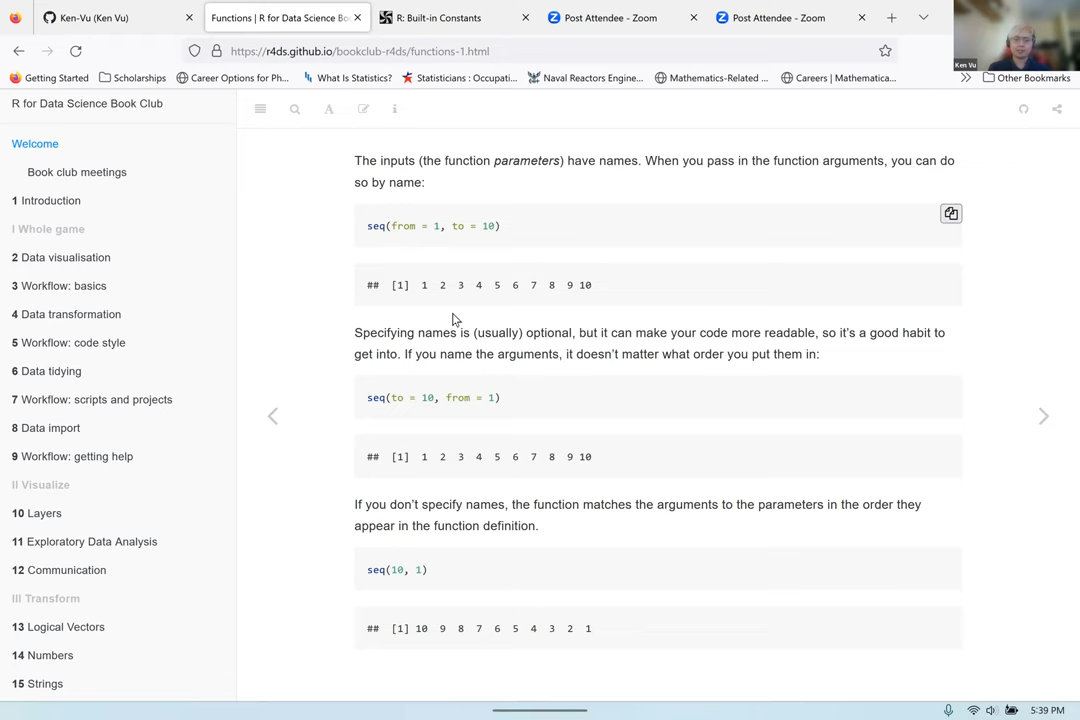 Ken-Vu (Ken Vu)
Functions | R for Data Science Bo
R: Built-in Constants
Post Attendee - Zoom
Post Attendee - Zoom
https://r4ds.github.io/bookclub-r4ds/functions-1.html
Ken Vu
Getting Started
Scholarships
Career Options for Ph...
What Is Statistics?
Statisticians : Occupati...
Naval Reactors Engine...
Mathematics-Related ...
Careers | Mathematica...
Other Bookmarks
R for Data Science Book Club
Welcome
Book club meetings
1 Introduction
I Whole game
2 Data visualisation
3 Workflow: basics
4 Data transformation
5 Workflow: code style
6 Data tidying
7 Workflow: scripts and projects
8 Data import
9 Workflow: getting help
II Visualize
10 Layers
11 Exploratory Data Analysis
12 Communication
III Transform
13 Logical Vectors
14 Numbers
15 Strings
The inputs (the function parameters) have names. When you pass in the function arguments, you can do
so by name:
seq(from = 1, to = 10)
## [1] 1 2 3 4 5 6 7 8 9 10
Specifying names is (usually) optional, but it can make your code more readable, so it's a good habit to
get into. If you name the arguments, it doesn't matter what order you put them in:
seq(to = 10, from = 1)
## [1] 1 2 3 4 5 6 7 8 9 10
If you don't specify names, the function matches the arguments to the parameters in the order they
appear in the function definition.
seq(10, 1)
## [1] 10 9 8 7 6 5 4 3 2 1
5:39 PM